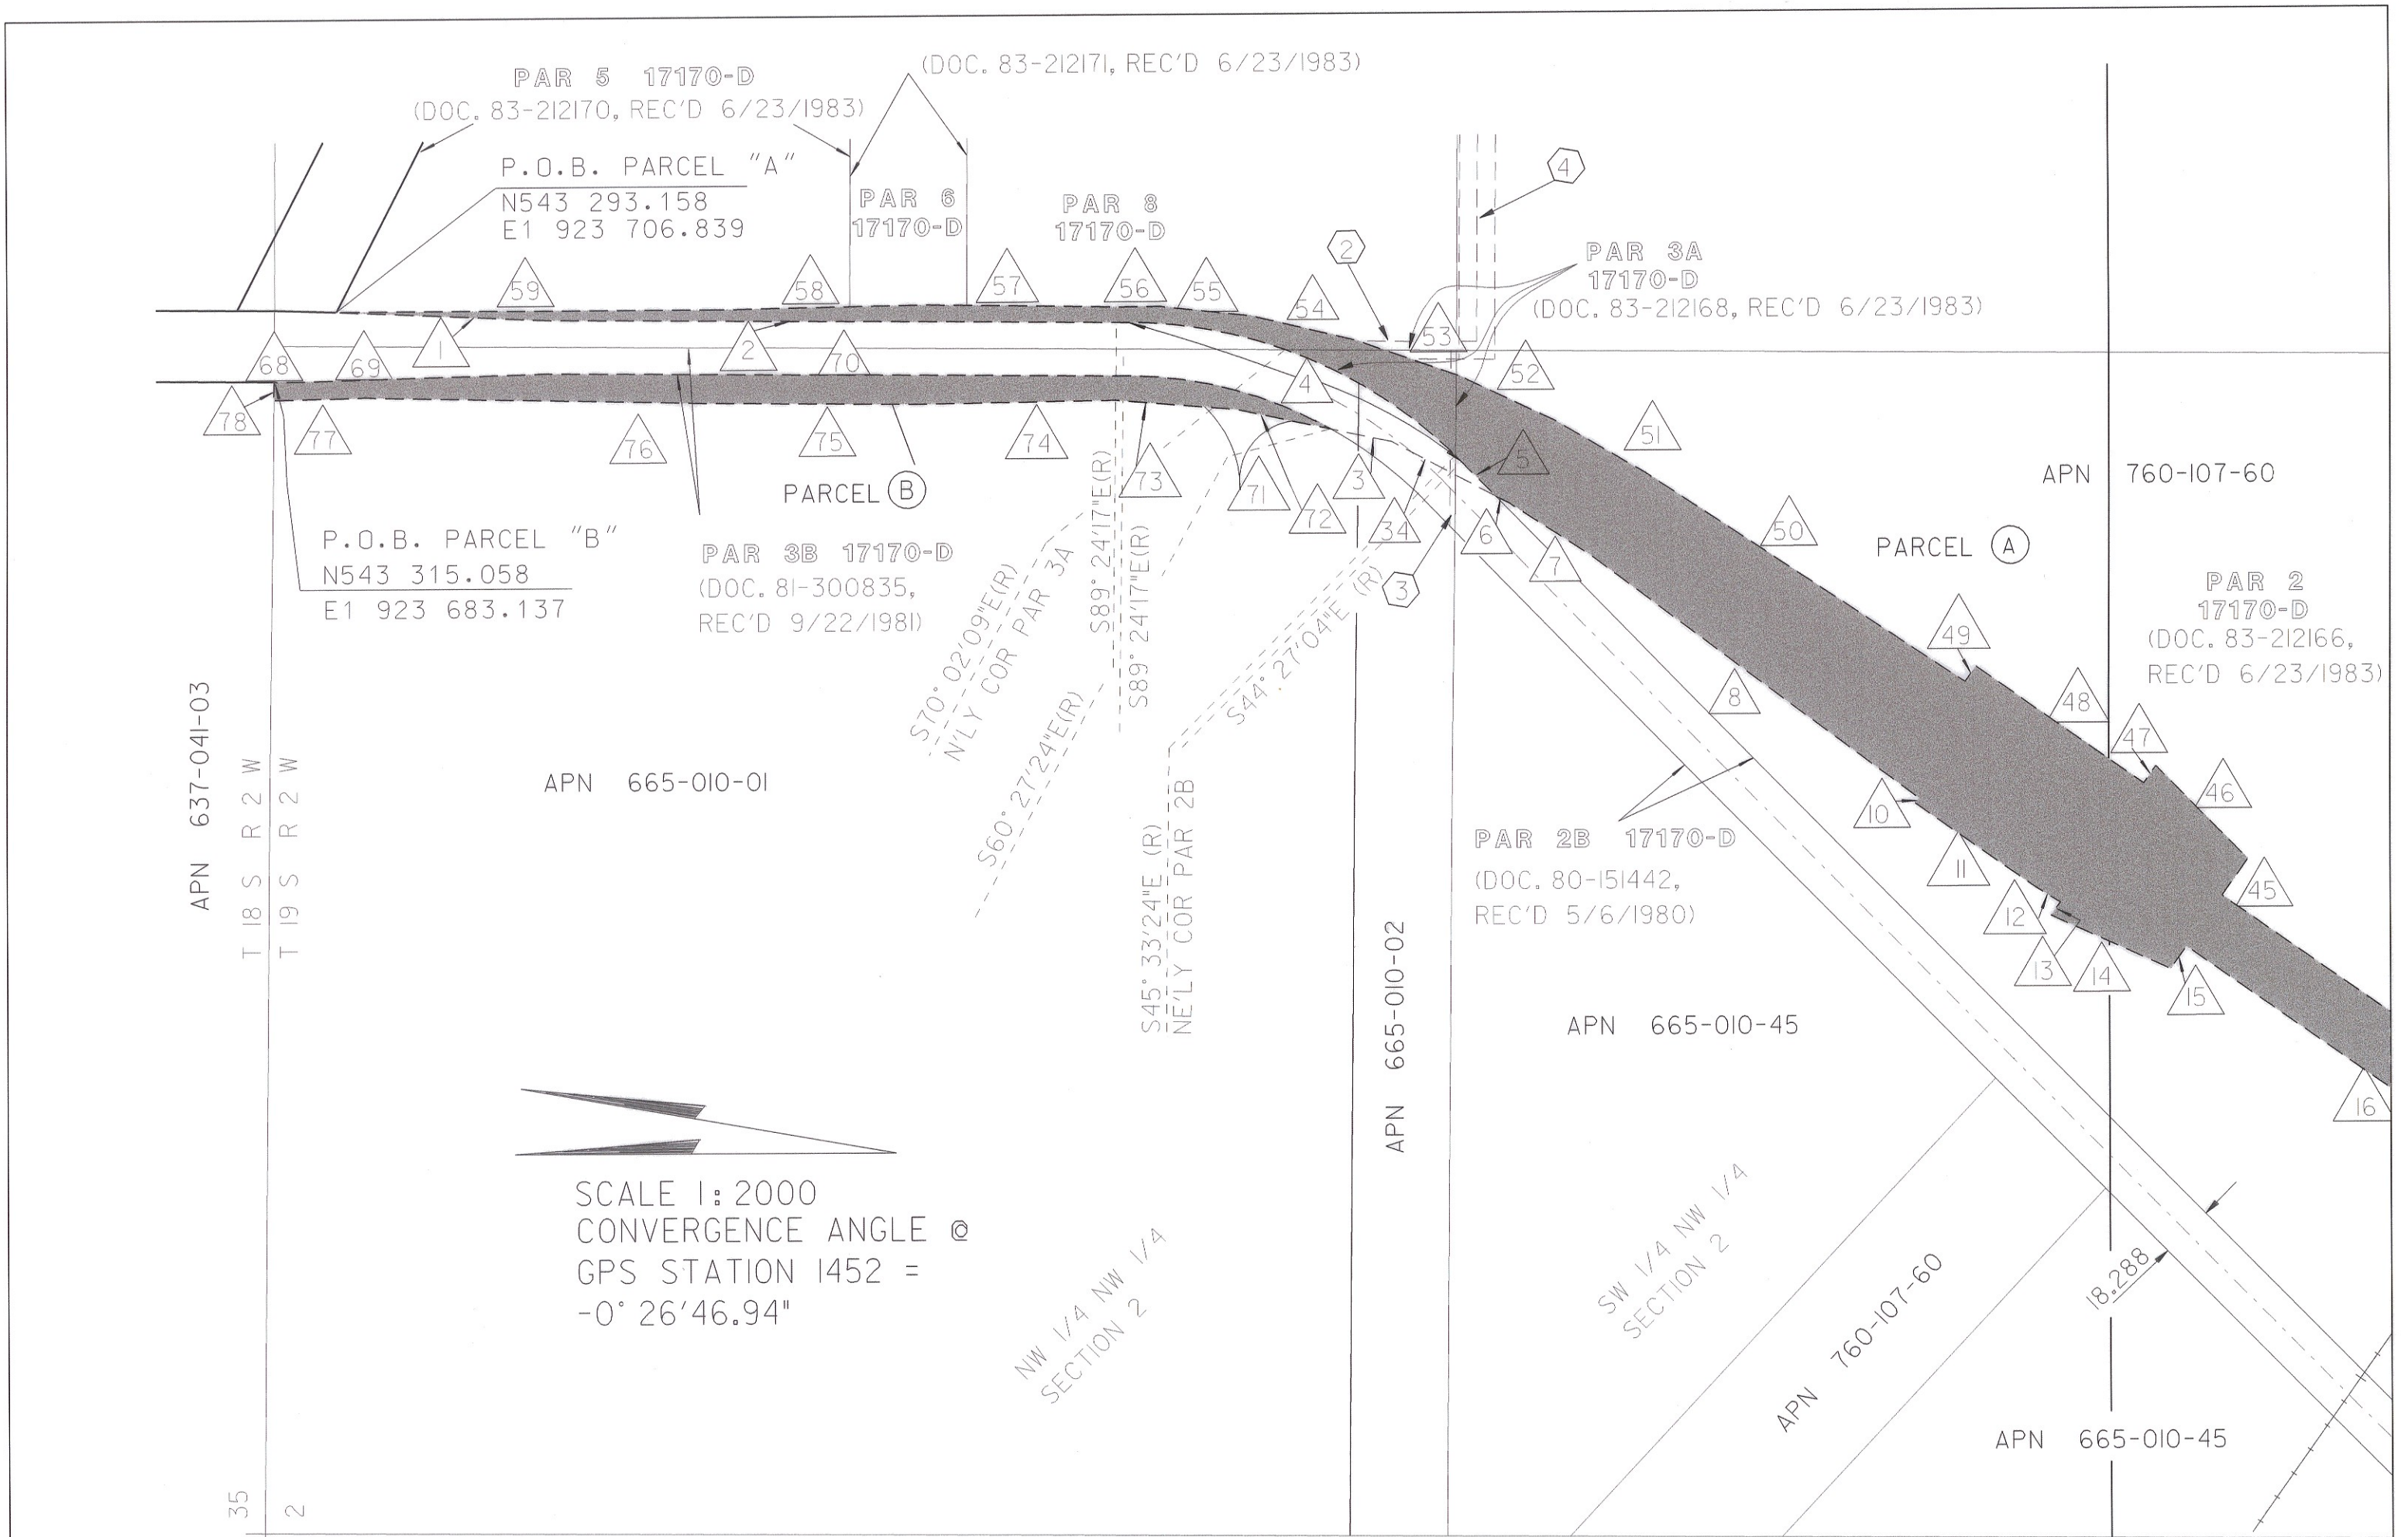 (DOC. 83-212171, REC'D 6/23/1983)
PAR 5 17170-D
(DOC. 83-212170, REC'D 6/23/1983)
P.O.B. PARCEL "A"
N543 293.158
E1 923 706.839
PAR 6
17170-D
PAR 8
17170-D
4
2
PAR 3A
17170-D
(DOC. 83-212168, REC'D 6/23/1983)
59
58
57
56
55
54
53
52
51
68
69
1
2
70
4
78
77
76
75
74
73
71
72
3
34
5
6
7
50
PARCEL B
P.O.B. PARCEL "B"
N543 315.058
E1 923 683.137
PAR 3B 17170-D
(DOC. 81-300835,
REC'D 9/22/1981)
S70° 02'09"E(R)
N'LY COR PAR 3A
S89° 24'17"E(R)
S89° 24'17"E(R)
S60° 27'24"E(R)
S44° 27'04"E (R)
S45° 33'24"E (R)
NE'LY COR PAR 2B
3
APN 760-107-60
PARCEL A
PAR 2
17170-D
(DOC. 83-212166,
REC'D 6/23/1983)
49
48
47
46
45
8
10
11
12
13
14
15
16
APN 637-041-03
T 18 S R 2 W
T 19 S R 2 W
APN 665-010-01
PAR 2B 17170-D
(DOC. 80-151442,
REC'D 5/6/1980)
APN 665-010-02
APN 665-010-45
SCALE 1:2000
CONVERGENCE ANGLE @
GPS STATION 1452 =
-0° 26'46.94"
NW 1/4 NW 1/4
SECTION 2
SW 1/4 NW 1/4
SECTION 2
APN 760-107-60
18.288
APN 665-010-45
35
2